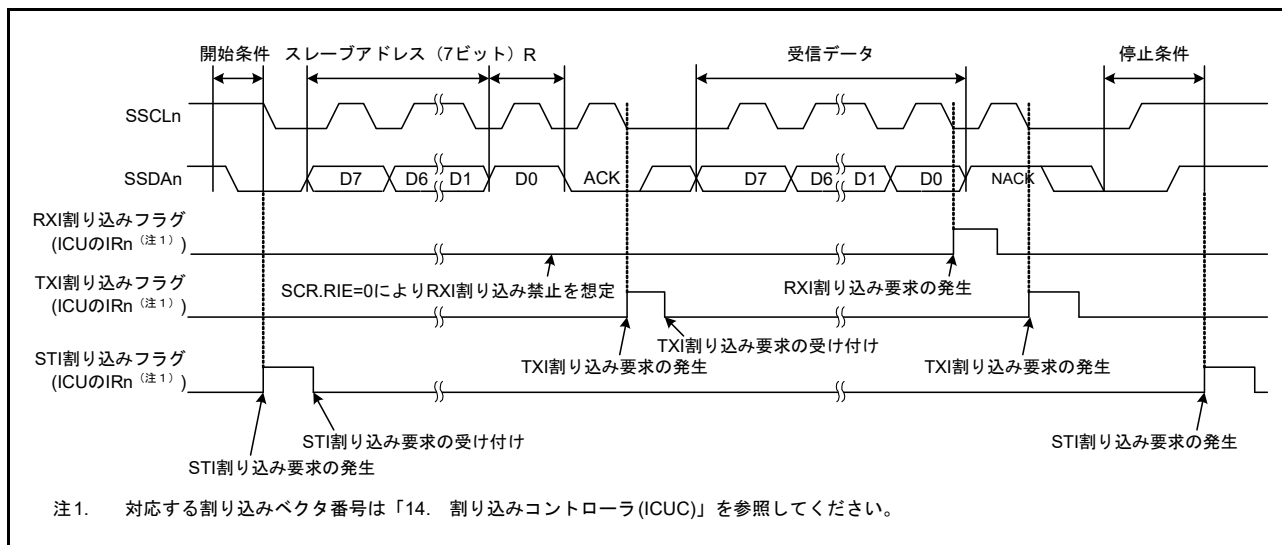 開始条件 スレーブアドレス（7ビット）R 受信データ 停止条件
SSCLn
SSDAn D7 D6 D1 D0 ACK D7 D6 D1 D0 NACK
RXI割り込みフラグ
(ICUのIRn（注1）)
SCR.RIE=0によりRXI割り込み禁止を想定 RXI割り込み要求の発生
TXI割り込みフラグ
(ICUのIRn（注1）)
TXI割り込み要求の受け付け
TXI割り込み要求の発生 TXI割り込み要求の発生
STI割り込みフラグ
(ICUのIRn（注1）)
STI割り込み要求の受け付け STI割り込み要求の発生
STI割り込み要求の発生
注1. 対応する割り込みベクタ番号は「14. 割り込みコントローラ(ICUC)」を参照してください。